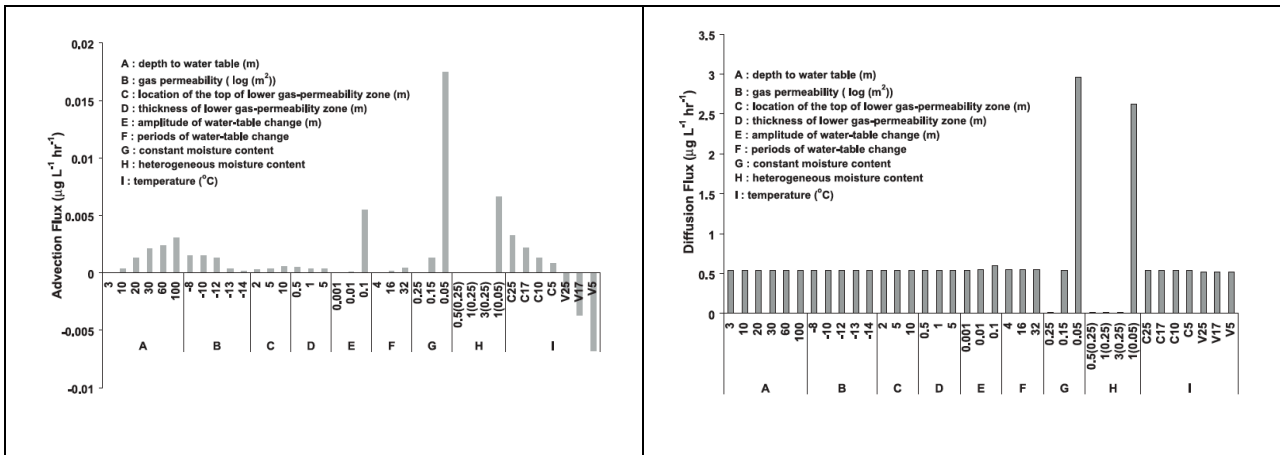 0.02
0.015
0.01
0.005
0
-0.005
-0.01
Advection Flux (µg L⁻¹ hr⁻¹)
A : depth to water table (m)
B : gas permeability ( log (m²))
C : location of the top of lower gas-permeability zone (m)
D : thickness of lower gas-permeability zone (m)
E : amplitude of water-table change (m)
F : periods of water-table change
G : constant moisture content
H : heterogeneous moisture content
I : temperature (°C)
3 10 20 30 60 100 -8 -10 -12 -13 -14 2 5 10 0.5 1 5 0.001 0.01 0.1 4 16 32 0.25 0.15 0.05 0.5(0.25) 1(0.25) 3(0.25) 1(0.05) C25 C17 C10 C5 V25 V17 V5
A B C D E F G H I
3.5
3
2.5
2
1.5
1
0.5
0
Diffusion Flux (µg L⁻¹ hr⁻¹)
A : depth to water table (m)
B : gas permeability ( log (m²))
C : location of the top of lower gas-permeability zone (m)
D : thickness of lower gas-permeability zone (m)
E : amplitude of water-table change (m)
F : periods of water-table change
G : constant moisture content
H : heterogeneous moisture content
I : temperature (°C)
3 10 20 30 60 100 -8 -10 -12 -13 -14 2 5 10 0.5 1 5 0.001 0.01 0.1 4 16 32 0.25 0.15 0.05 0.5(0.25) 1(0.25) 3(0.25) 1(0.05) C25 C17 C10 C5 V25 V17 V5
A B C D E F G H I